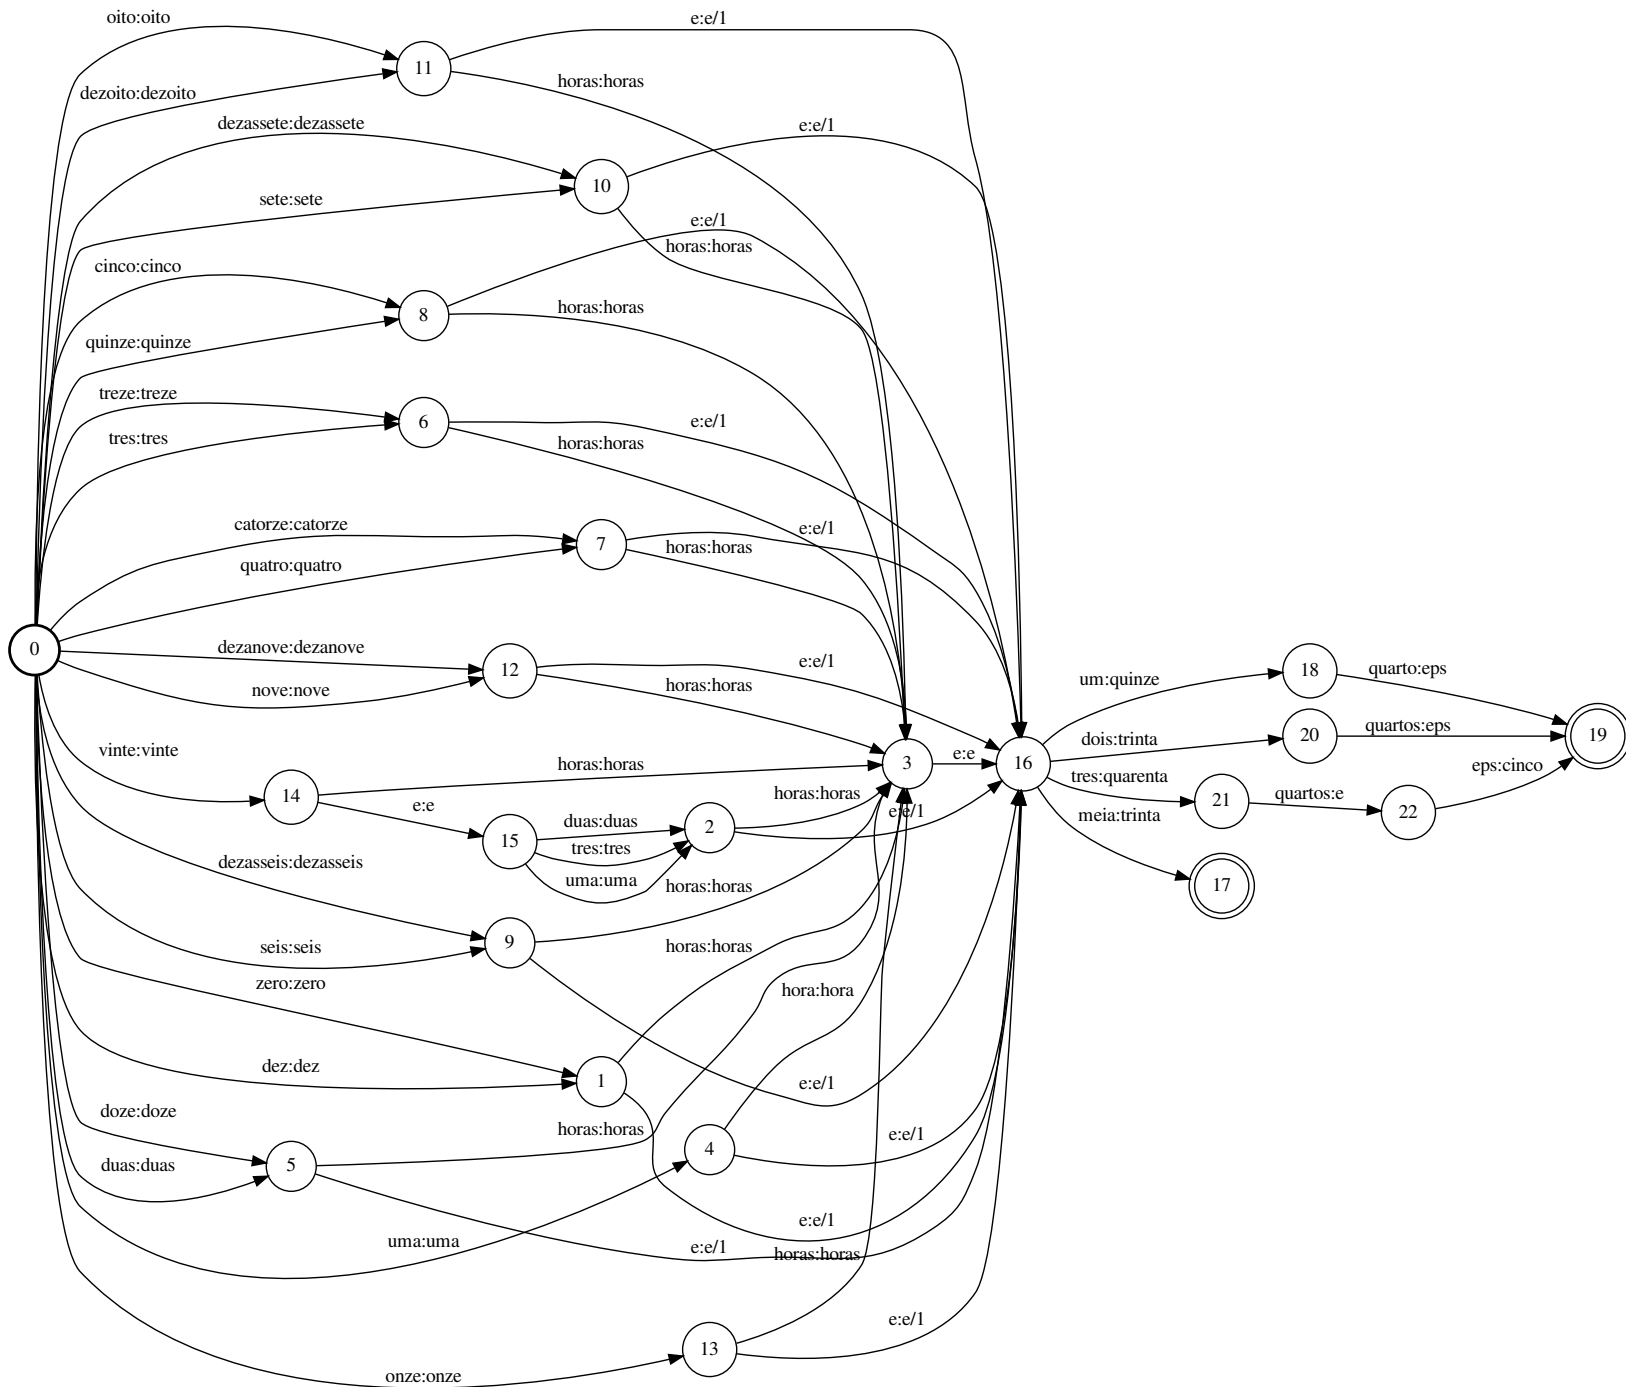 oito:oito
e:e/1
11
horas:horas
dezoito:dezoito
dezassete:dezassete
e:e/1
10
sete:sete
e:e/1
horas:horas
cinco:cinco
8
horas:horas
quinze:quinze
treze:treze
6
e:e/1
tres:tres
horas:horas
catorze:catorze
e:e/1
7
horas:horas
quatro:quatro
0
dezanove:dezanove
12
e:e/1
nove:nove
horas:horas
um:quinze
18
quarto:eps
vinte:vinte
horas:horas
3
e:e
16
dois:trinta
20
quartos:eps
19
14
e:e
tres:quarenta
21
quartos:e
22
eps:cinco
15
duas:duas
2
horas:horas
e:e/1
meia:trinta
tres:tres
uma:uma
17
dezasseis:dezasseis
horas:horas
seis:seis
9
horas:horas
zero:zero
hora:hora
dez:dez
1
e:e/1
doze:doze
horas:horas
4
e:e/1
duas:duas
5
uma:uma
e:e/1
e:e/1
horas:horas
13
e:e/1
onze:onze